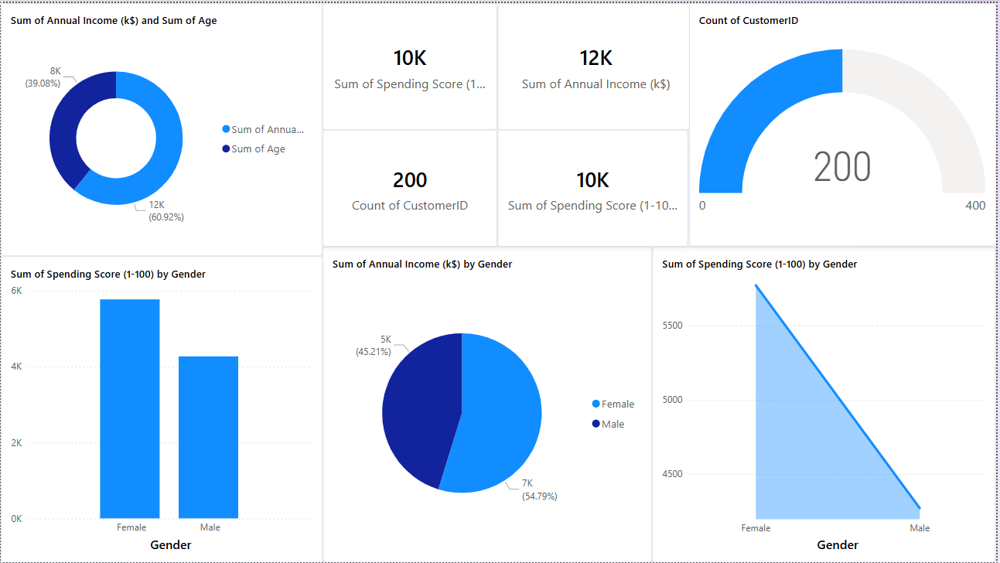 Sum of Annual Income (k$) and Sum of Age
8K
(39.08%)
12K
(60.92%)
Sum of Annua...
Sum of Age
10K
Sum of Spending Score (1...
12K
Sum of Annual Income (k$)
200
Count of CustomerID
10K
Sum of Spending Score (1-10...
Count of CustomerID
200
0
400
Sum of Spending Score (1-100) by Gender
6K
4K
2K
0K
Female
Male
Gender
Sum of Annual Income (k$) by Gender
5K
(45.21%)
7K
(54.79%)
Female
Male
Sum of Spending Score (1-100) by Gender
5500
5000
4500
Female
Male
Gender